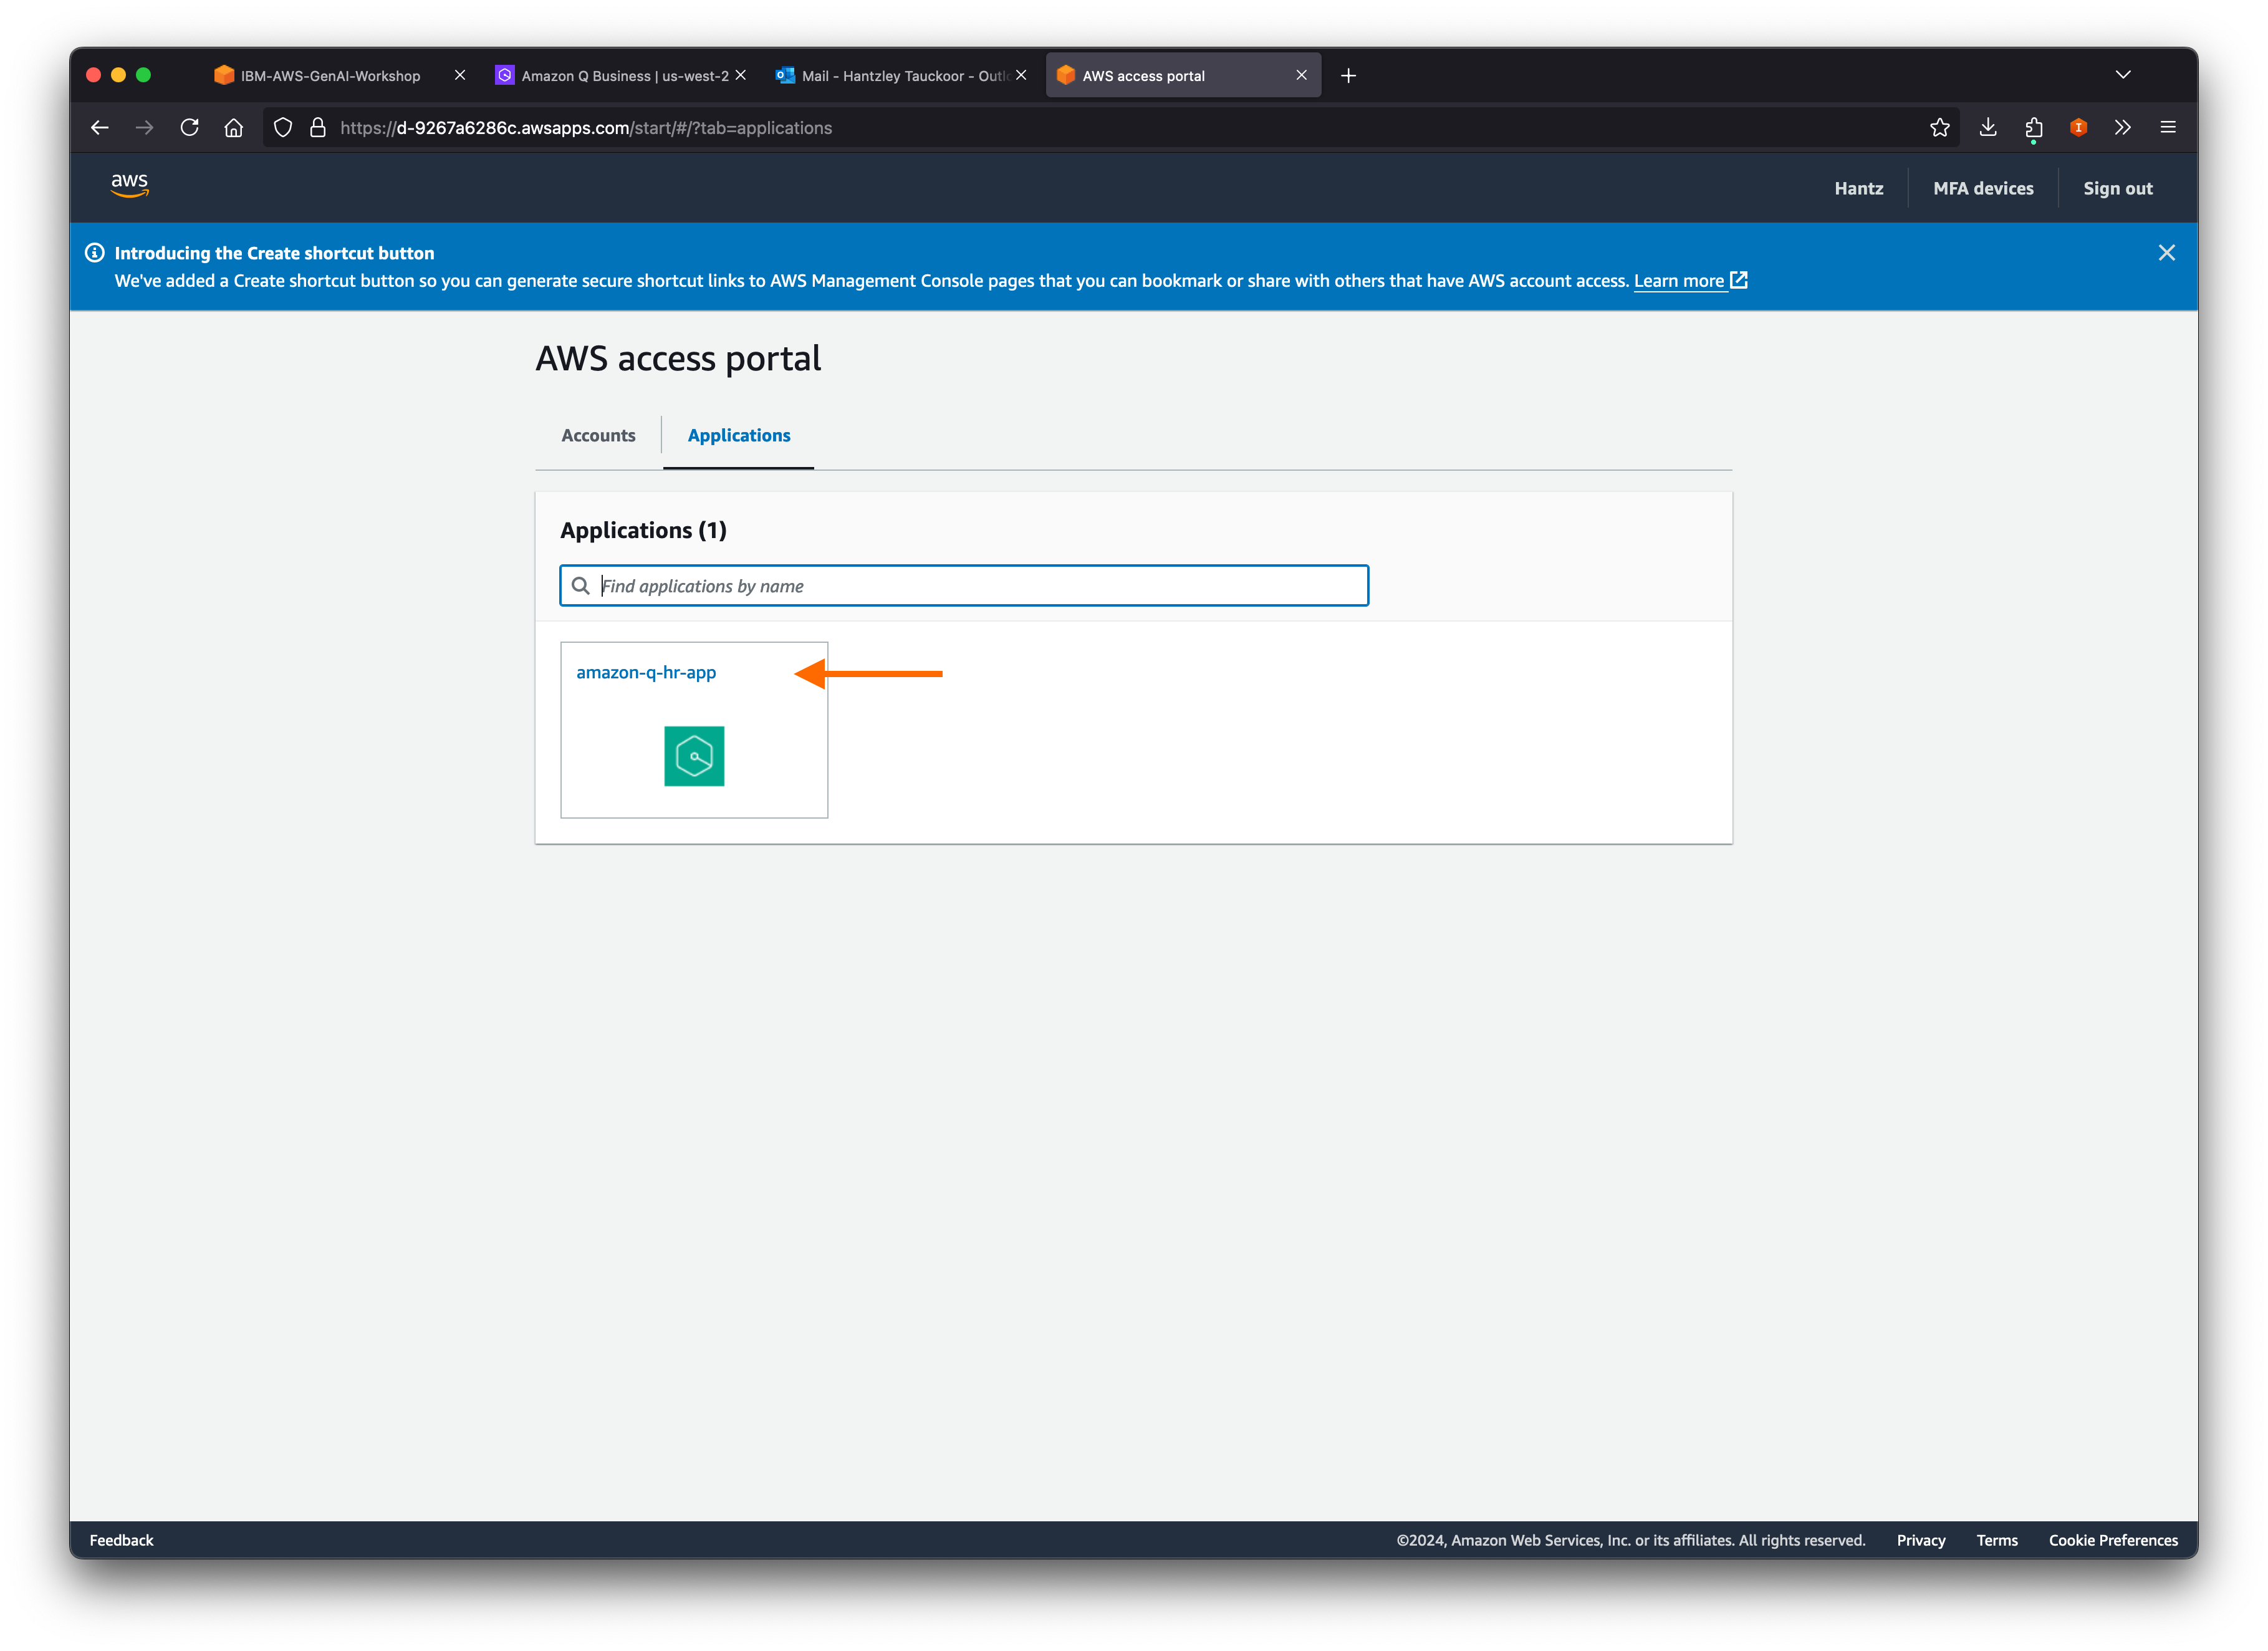 IBM-AWS-GenAI-Workshop
Amazon Q Business | us-west-2
Mail - Hantzley Tauckoor - Outl
AWS access portal
https://d-9267a6286c.awsapps.com/start/#/?tab=applications
aws
Hantz
MFA devices
Sign out
Introducing the Create shortcut button
We've added a Create shortcut button so you can generate secure shortcut links to AWS Management Console pages that you can bookmark or share with others that have AWS account access. Learn more
AWS access portal
Accounts
Applications
Applications (1)
Find applications by name
amazon-q-hr-app
Feedback
©2024, Amazon Web Services, Inc. or its affiliates. All rights reserved.
Privacy
Terms
Cookie Preferences